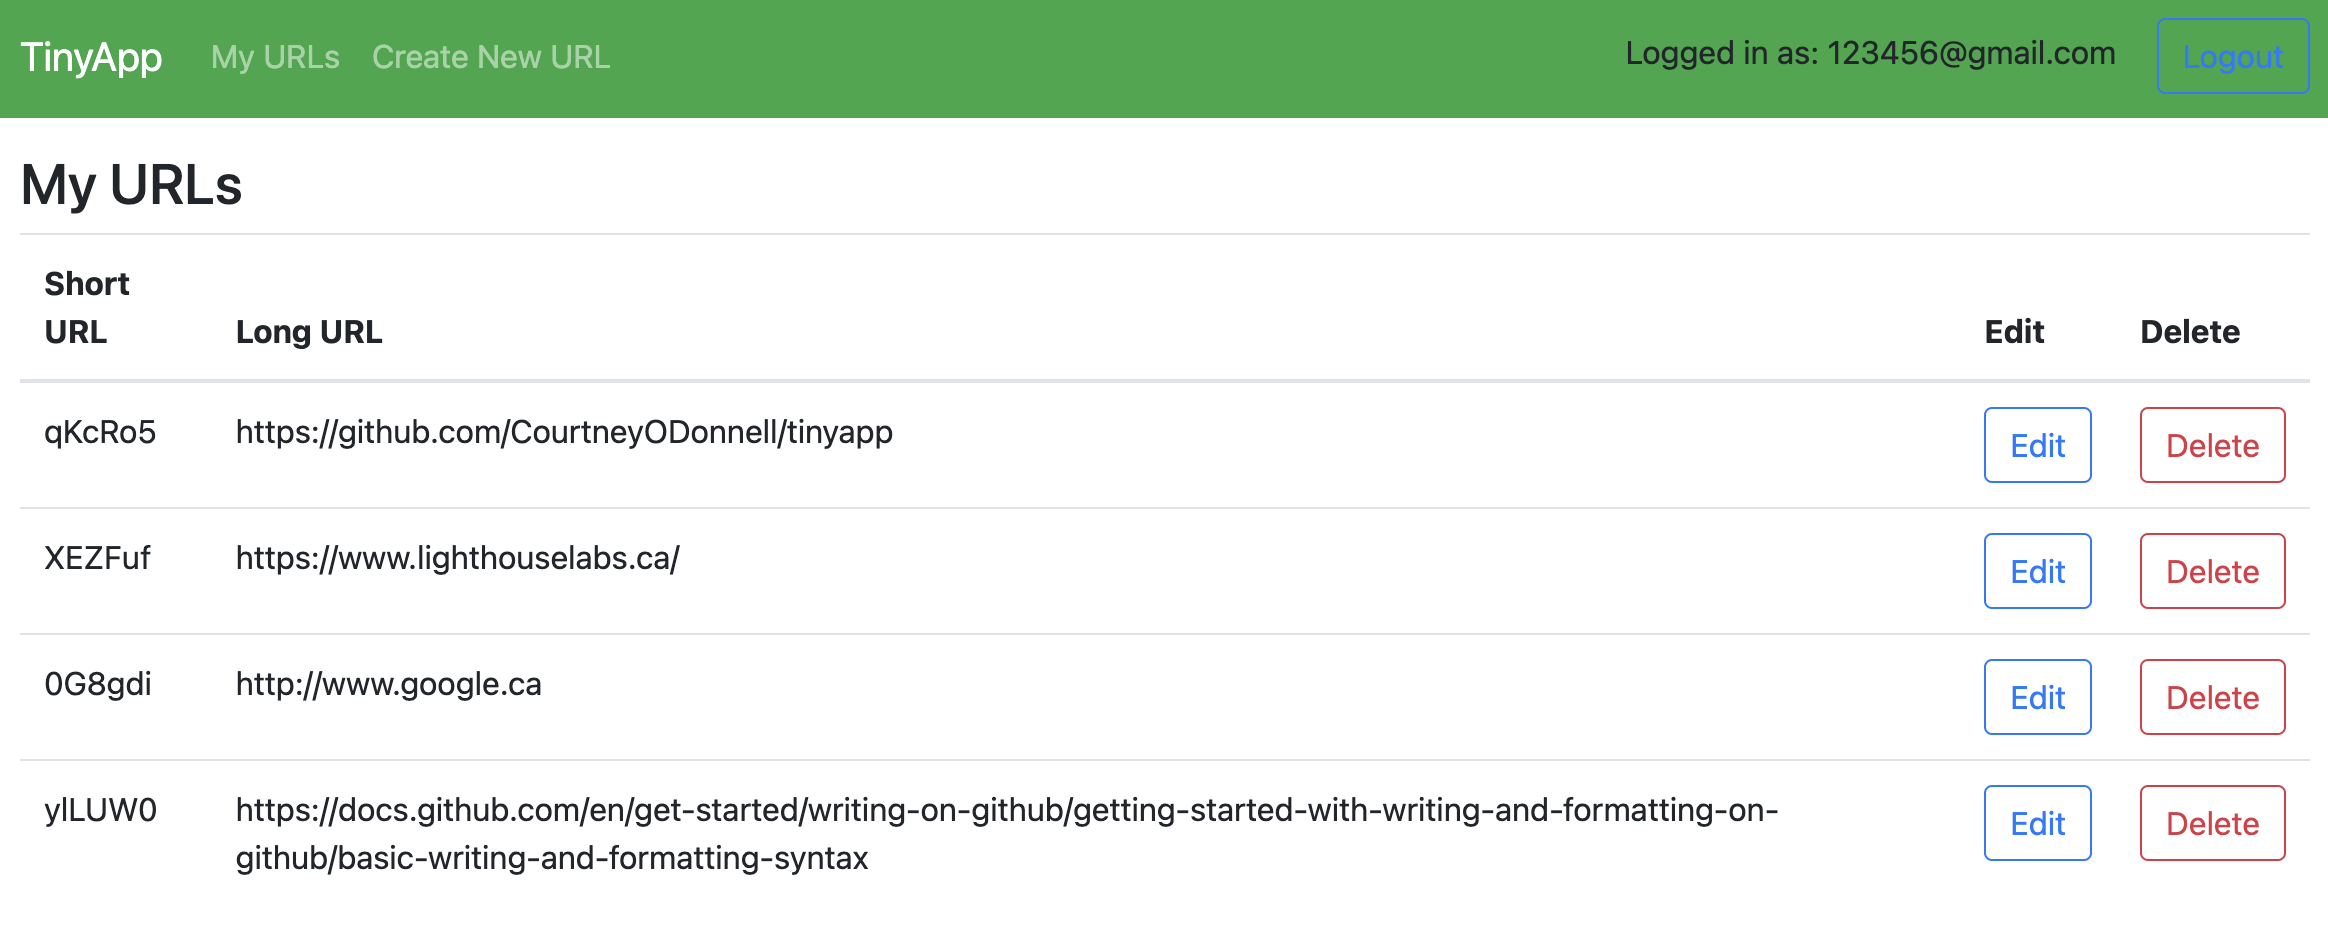 TinyApp My URLs Create New URL Logged in as: 123456@gmail.com Logout
My URLs
Short URL Long URL Edit Delete
qKcRo5 https://github.com/CourtneyODonnell/tinyapp Edit Delete
XEZFuf https://www.lighthouselabs.ca/ Edit Delete
0G8gdi http://www.google.ca Edit Delete
ylLUW0 https://docs.github.com/en/get-started/writing-on-github/getting-started-with-writing-and-formatting-on- Edit Delete
github/basic-writing-and-formatting-syntax